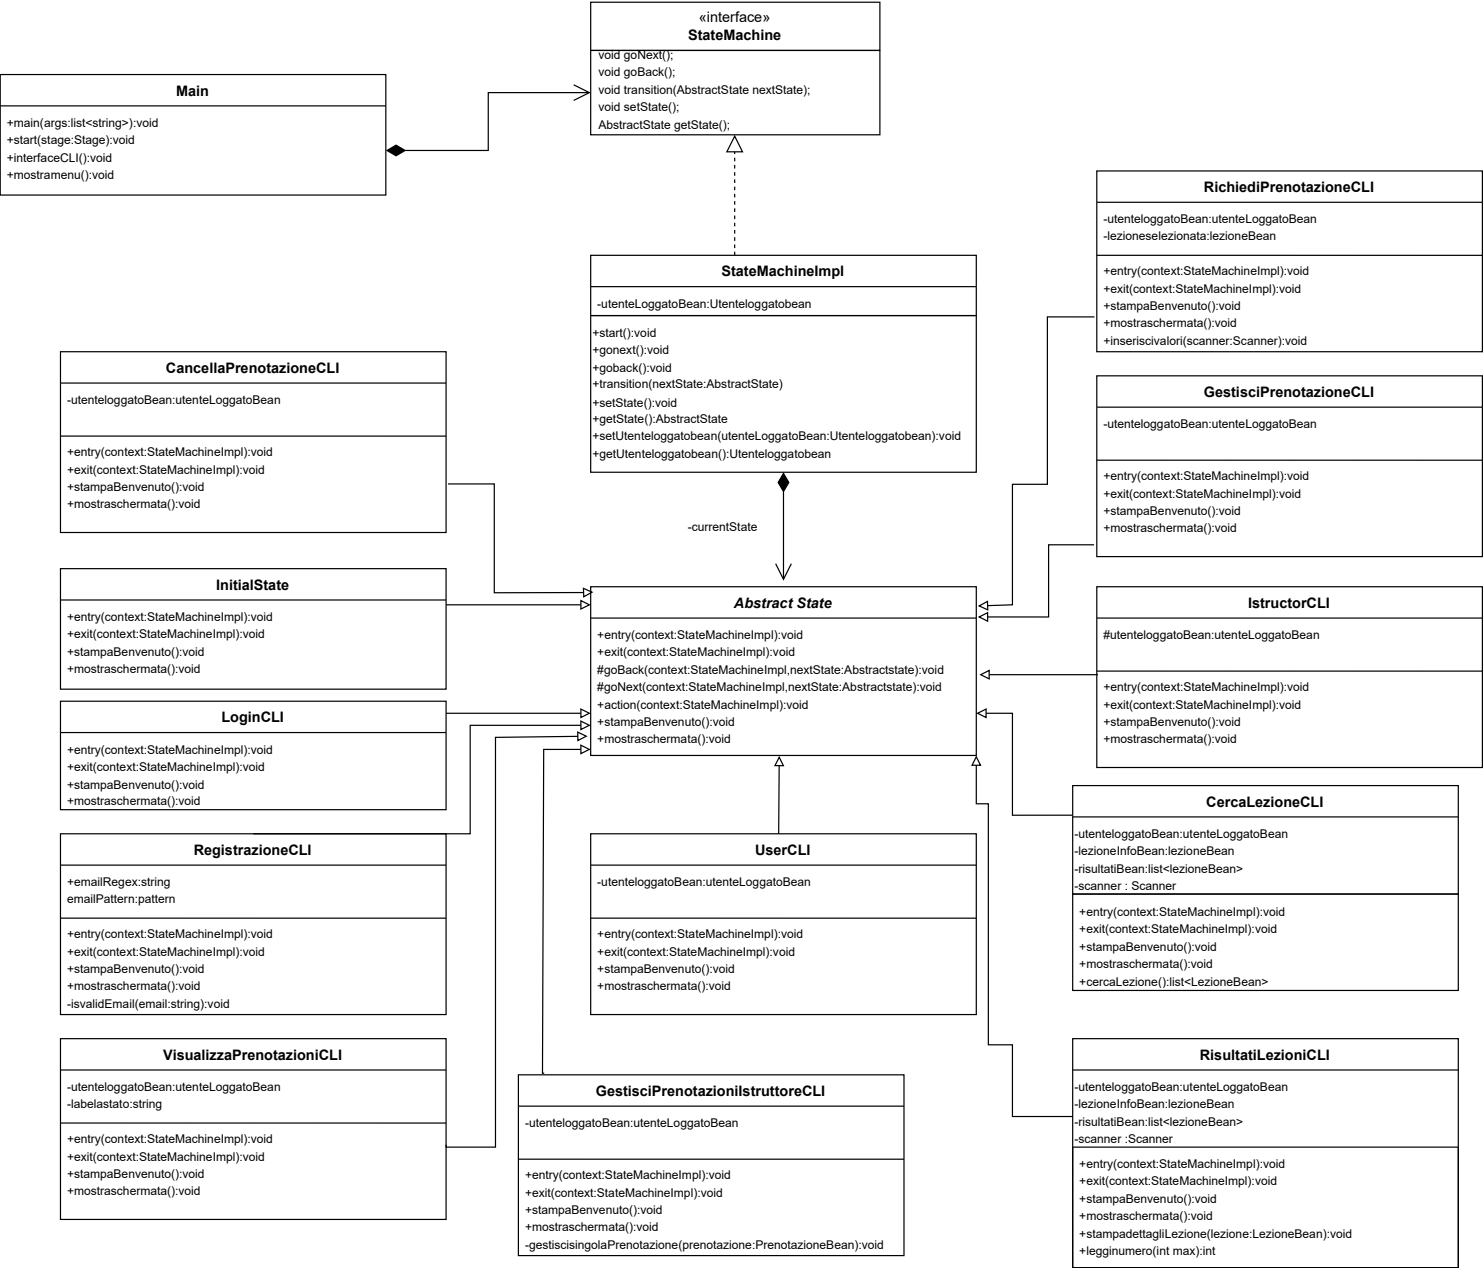 «interface»
StateMachine
void goNext();
void goBack();
void transition(AbstractState nextState);
void setState();
AbstractState getState();
Main
+main(args:list<string>):void
+start(stage:Stage):void
+interfaceCLI():void
+mostramenu():void
RichiediPrenotazioneCLI
-utenteloggatoBean:utenteLoggatoBean
-lezioneselezionata:lezioneBean
+entry(context:StateMachineImpl):void
+exit(context:StateMachineImpl):void
+stampaBenvenuto():void
+mostraschermata():void
+inseriscivalori(scanner:Scanner):void
StateMachineImpl
-utenteLoggatoBean:Utenteloggatobean
+start():void
+gonext():void
+goback():void
+transition(nextState:AbstractState)
+setState():void
+getState():AbstractState
+setUtenteloggatobean(utenteLoggatoBean:Utenteloggatobean):void
+getUtenteloggatobean():Utenteloggatobean
CancellaPrenotazioneCLI
-utenteloggatoBean:utenteLoggatoBean
+entry(context:StateMachineImpl):void
+exit(context:StateMachineImpl):void
+stampaBenvenuto():void
+mostraschermata():void
GestisciPrenotazioneCLI
-utenteloggatoBean:utenteLoggatoBean
+entry(context:StateMachineImpl):void
+exit(context:StateMachineImpl):void
+stampaBenvenuto():void
+mostraschermata():void
-currentState
InitialState
+entry(context:StateMachineImpl):void
+exit(context:StateMachineImpl):void
+stampaBenvenuto():void
+mostraschermata():void
Abstract State
+entry(context:StateMachineImpl):void
+exit(context:StateMachineImpl):void
#goBack(context:StateMachineImpl,nextState:Abstractstate):void
#goNext(context:StateMachineImpl,nextState:Abstractstate):void
+action(context:StateMachineImpl):void
+stampaBenvenuto():void
+mostraschermata():void
IstructorCLI
#utenteloggatoBean:utenteLoggatoBean
+entry(context:StateMachineImpl):void
+exit(context:StateMachineImpl):void
+stampaBenvenuto():void
+mostraschermata():void
LoginCLI
+entry(context:StateMachineImpl):void
+exit(context:StateMachineImpl):void
+stampaBenvenuto():void
+mostraschermata():void
CercaLezioneCLI
-utenteloggatoBean:utenteLoggatoBean
-lezioneInfoBean:lezioneBean
-risultatiBean:list<lezioneBean>
-scanner : Scanner
+entry(context:StateMachineImpl):void
+exit(context:StateMachineImpl):void
+stampaBenvenuto():void
+mostraschermata():void
+cercaLezione():list<LezioneBean>
RegistrazioneCLI
+emailRegex:string
emailPattern:pattern
+entry(context:StateMachineImpl):void
+exit(context:StateMachineImpl):void
+stampaBenvenuto():void
+mostraschermata():void
-isvalidEmail(email:string):void
UserCLI
-utenteloggatoBean:utenteLoggatoBean
+entry(context:StateMachineImpl):void
+exit(context:StateMachineImpl):void
+stampaBenvenuto():void
+mostraschermata():void
VisualizzaPrenotazioniCLI
-utenteloggatoBean:utenteLoggatoBean
-labelastato:string
+entry(context:StateMachineImpl):void
+exit(context:StateMachineImpl):void
+stampaBenvenuto():void
+mostraschermata():void
GestisciPrenotazioniIstruttoreCLI
-utenteloggatoBean:utenteLoggatoBean
+entry(context:StateMachineImpl):void
+exit(context:StateMachineImpl):void
+stampaBenvenuto():void
+mostraschermata():void
-gestiscisingolaPrenotazione(prenotazione:PrenotazioneBean):void
RisultatiLezioniCLI
-utenteloggatoBean:utenteLoggatoBean
-lezioneInfoBean:lezioneBean
-risultatiBean:list<lezioneBean>
-scanner :Scanner
+entry(context:StateMachineImpl):void
+exit(context:StateMachineImpl):void
+stampaBenvenuto():void
+mostraschermata():void
+stampadettagliLezione(lezione:LezioneBean):void
+legginumero(int max):int